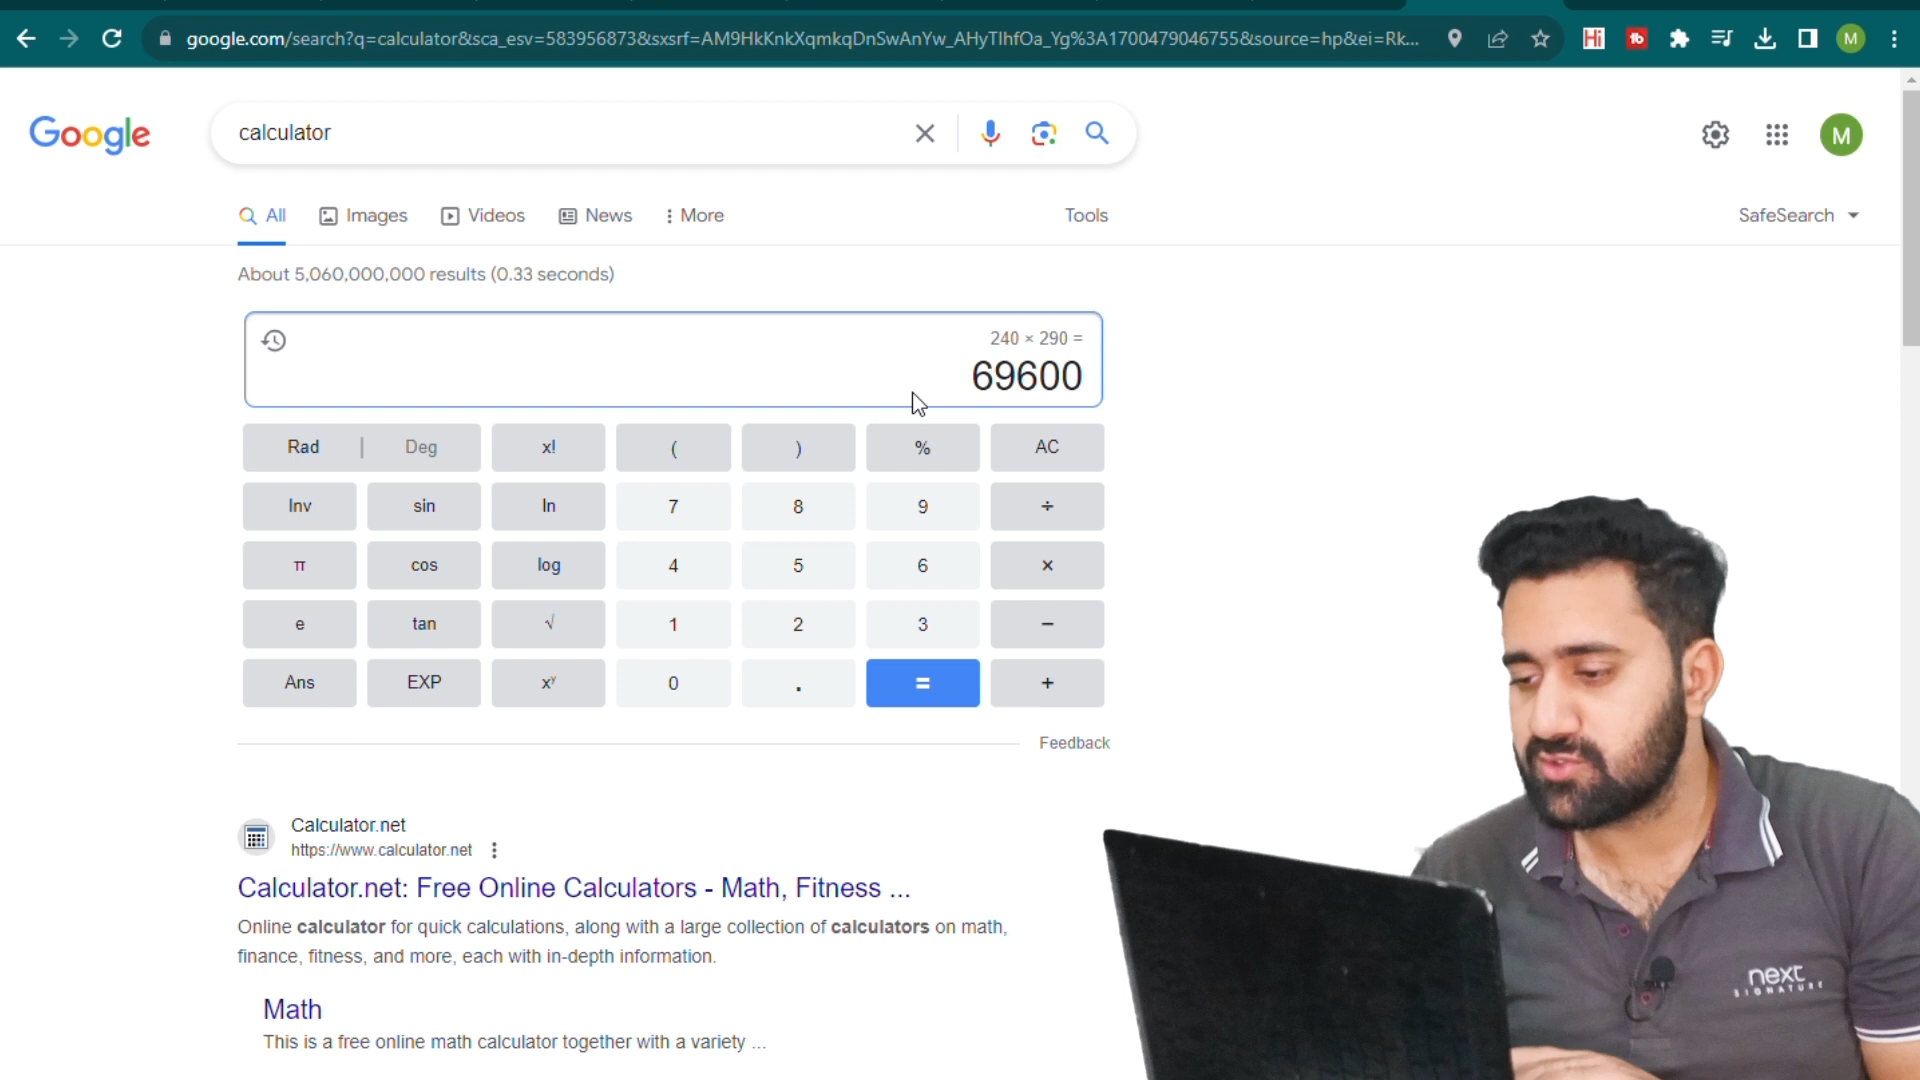 google.com/search?q=calculator&sca_esv=583956873&sxsrf=AM9HkKnkXqmkqDnSwAnYw_AHyTIhfOa_Yg%3A1700479046755&source=hp&ei=Rk...
Hi
M
Google
calculator
M
All
Images
Videos
News
More
Tools
SafeSearch
About 5,060,000,000 results (0.33 seconds)
240 × 290 =
69600
Rad | Deg x! ( ) % AC
Inv sin ln 7 8 9 ÷
π cos log 4 5 6 ×
e tan √ 1 2 3 −
Ans EXP xʸ 0 . = +
Feedback
Calculator.net
https://www.calculator.net
Calculator.net: Free Online Calculators - Math, Fitness ...
Online calculator for quick calculations, along with a large collection of calculators on math,
finance, fitness, and more, each with in-depth information.
Math
This is a free online math calculator together with a variety ...
next
SIGNATURE